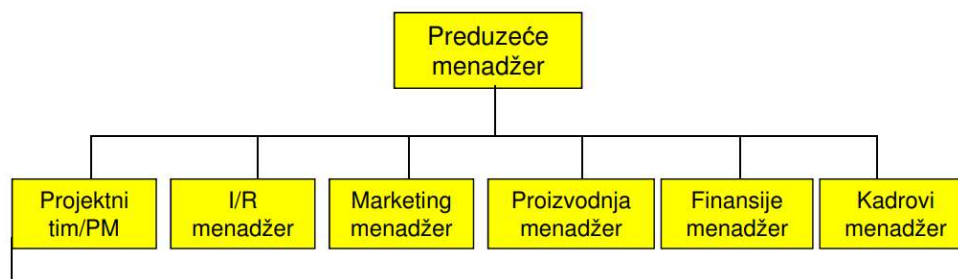 Preduzeće
menadžer
Projektni
tim/PM
I/R
menadžer
Marketing
menadžer
Proizvodnja
menadžer
Finansije
menadžer
Kadrovi
menadžer